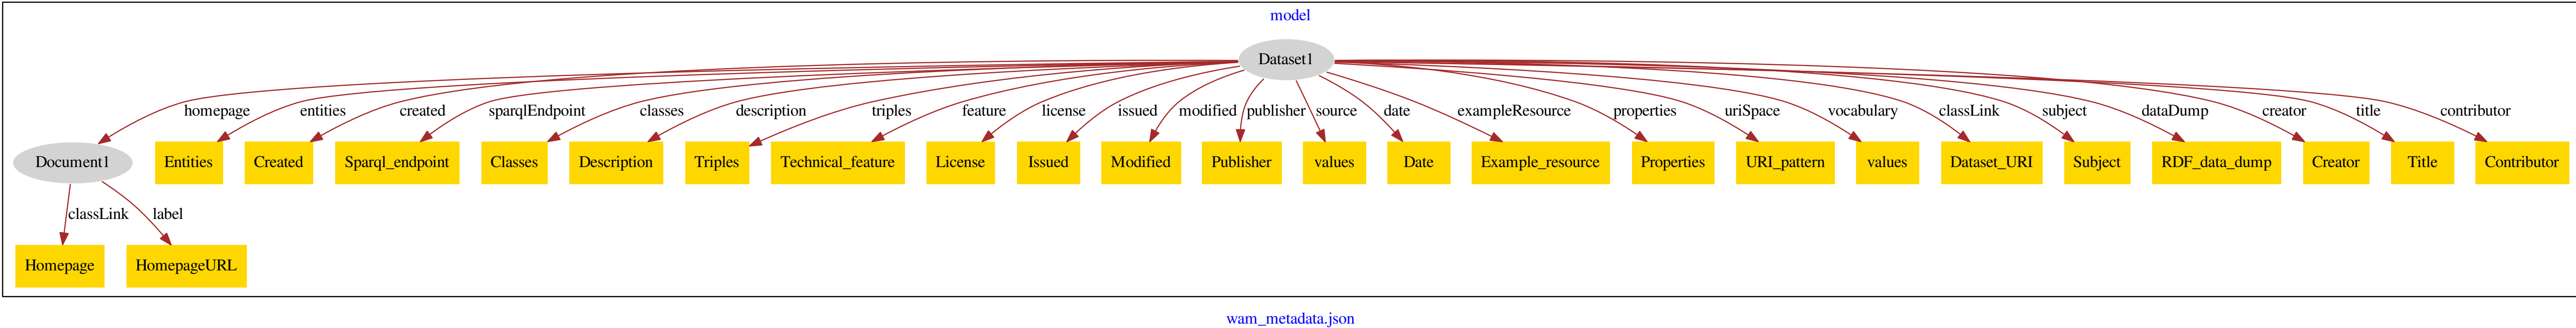 model
Dataset1
homepage entities created sparqlEndpoint classes description triples feature license issued modified publisher source date exampleResource properties uriSpace vocabulary classLink subject dataDump creator title contributor
Document1 Entities Created Sparql_endpoint Classes Description Triples Technical_feature License Issued Modified Publisher values Date Example_resource Properties URI_pattern values Dataset_URI Subject RDF_data_dump Creator Title Contributor
classLink label
Homepage HomepageURL
wam_metadata.json